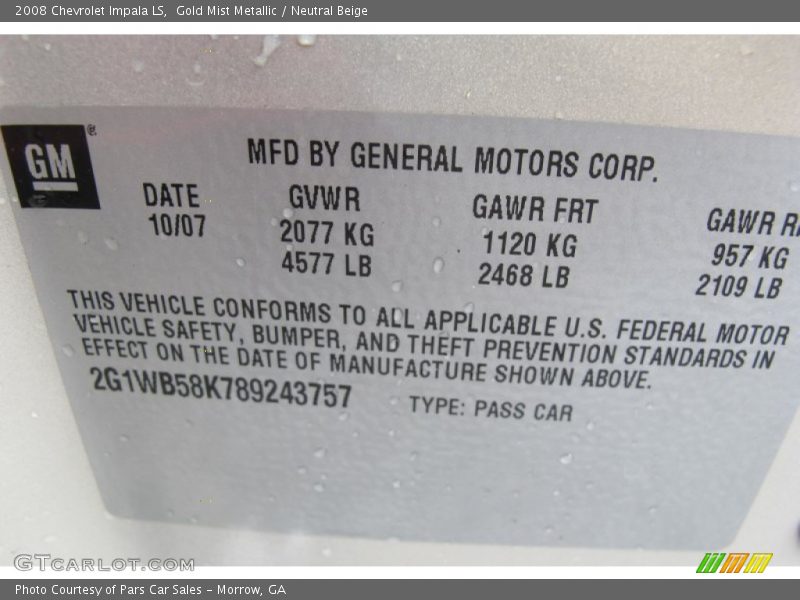 2008 Chevrolet Impala LS, Gold Mist Metallic / Neutral Beige
GM
MFD BY GENERAL MOTORS CORP.
DATE GVWR GAWR FRT GAWR
10/07 2077 KG 1120 KG 957 KG
4577 LB 2468 LB 2109 LB
THIS VEHICLE CONFORMS TO ALL APPLICABLE U.S. FEDERAL MOTOR
VEHICLE SAFETY, BUMPER, AND THEFT PREVENTION STANDARDS IN
EFFECT ON THE DATE OF MANUFACTURE SHOWN ABOVE.
2G1WB58K789243757 TYPE: PASS CAR
GTCarlot.com
Photo Courtesy of Pars Car Sales - Morrow, GA